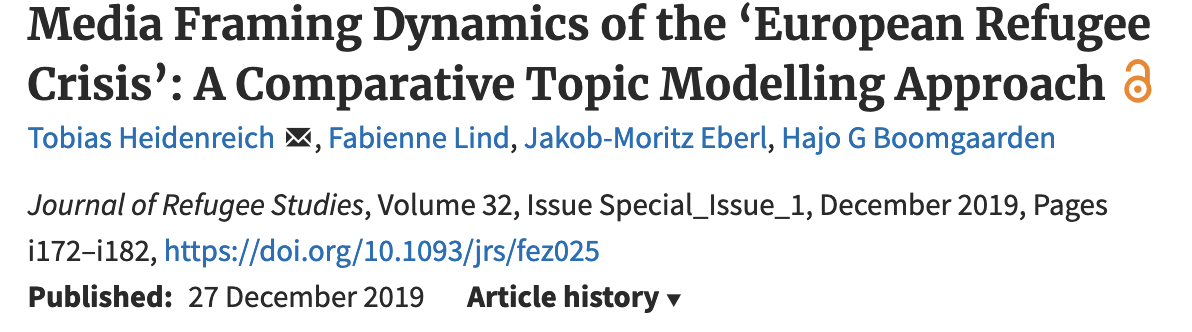 Media Framing Dynamics of the ‘European Refugee
Crisis’: A Comparative Topic Modelling Approach
Tobias Heidenreich, Fabienne Lind, Jakob-Moritz Eberl, Hajo G Boomgaarden
Journal of Refugee Studies, Volume 32, Issue Special_Issue_1, December 2019, Pages
i172–i182, https://doi.org/10.1093/jrs/fez025
Published: 27 December 2019 Article history ▾